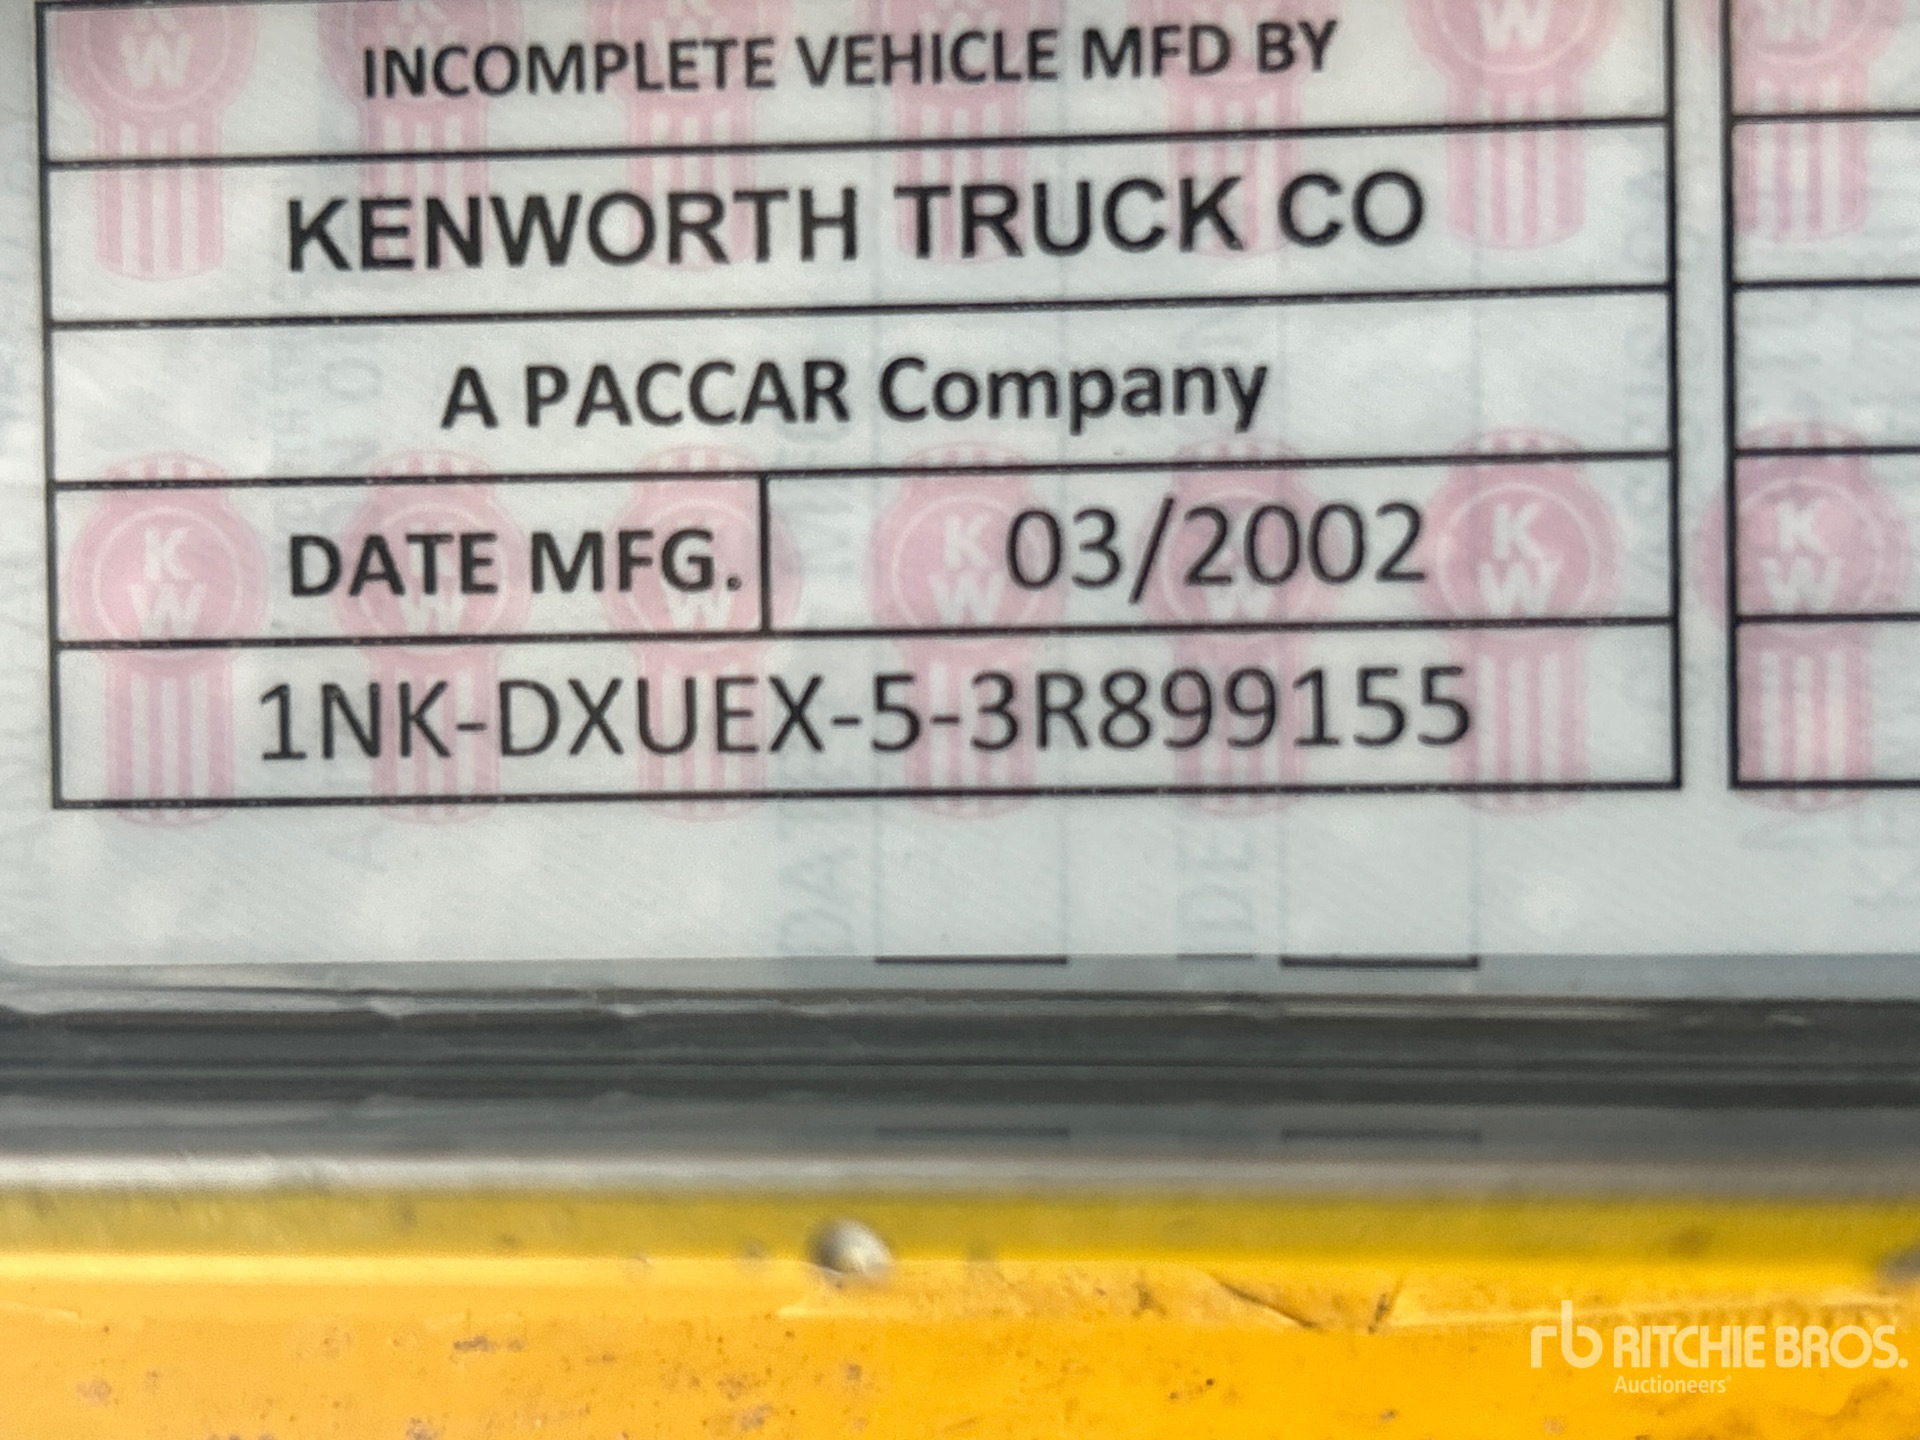 INCOMPLETE VEHICLE MFD BY
KENWORTH TRUCK CO
A PACCAR Company
DATE MFG. 03/2002
1NK-DXUEX-5-3R899155
rb RITCHIE BROS.
Auctioneers